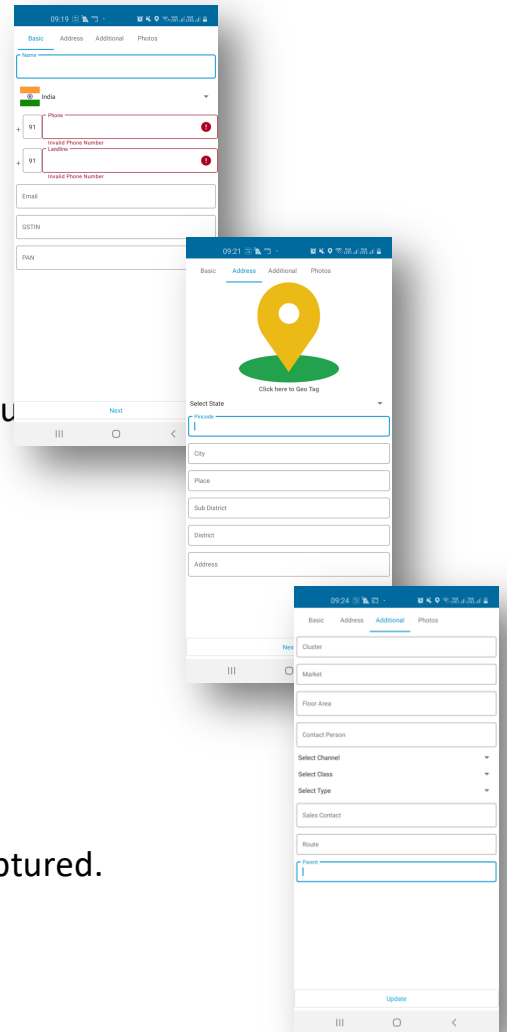 09:19
Basic Address Additional Photos
Name
India
Phone
+ 91
Invalid Phone Number
Landline
+ 91
Invalid Phone Number
Email
GSTIN
PAN
Next
09:21
Basic Address Additional Photos
Click here to Geo Tag
Select State
Pincode
City
Place
Sub District
District
Address
09:24
Basic Address Additional Photos
Cluster
Market
Floor Area
Contact Person
Select Channel
Select Class
Select Type
Sales Contact
Route
Parent
Update
ptured.